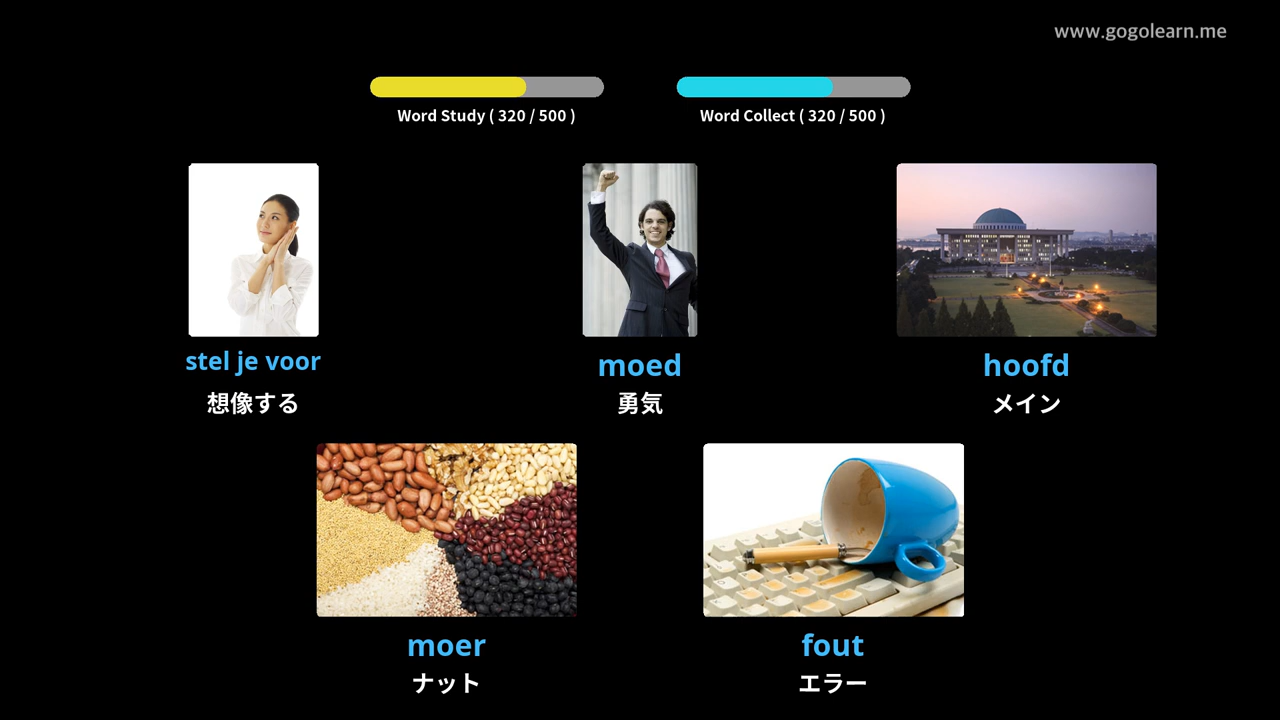 www.gogolearn.me
Word Study ( 320 / 500 )
Word Collect ( 320 / 500 )
stel je voor
想像する
moed
勇気
hoofd
メイン
moer
ナット
fout
エラー